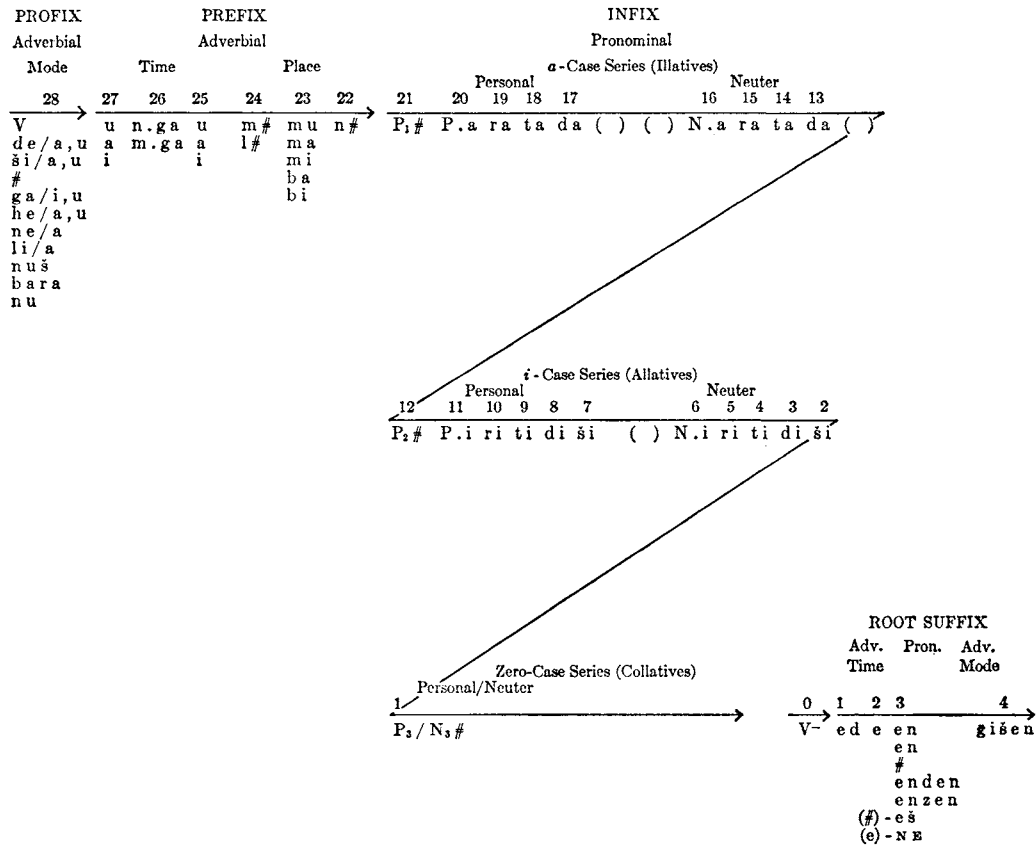 PROFIX PREFIX INFIX
Adverbial Adverbial Pronominal
Mode Time Place a-Case Series (Illatives)
Personal Neuter
28 27 26 25 24 23 22 21 20 19 18 17 16 15 14 13
V u n.ga u m# mu n# P₁# P.a ra ta da ( ) ( ) N.a ra ta da ( )
de/a,u a m.ga a l# ma
ši/a,u i i mi
# ba
ga/i,u bi
he/a,u
ne/a
li/a
nuš
bara
nu
i-Case Series (Allatives)
Personal Neuter
12 11 10 9 8 7 6 5 4 3 2
P₂# P.i ri ti di ši ( ) N.i ri ti di ši
ROOT SUFFIX
Adv. Pron. Adv.
Time Mode
Zero-Case Series (Collatives)
Personal/Neuter
1 0 1 2 3 4
P₃/N₃# V- ed e en gišen
en
#
enden
enzen
(#)-eš
(e)-NE